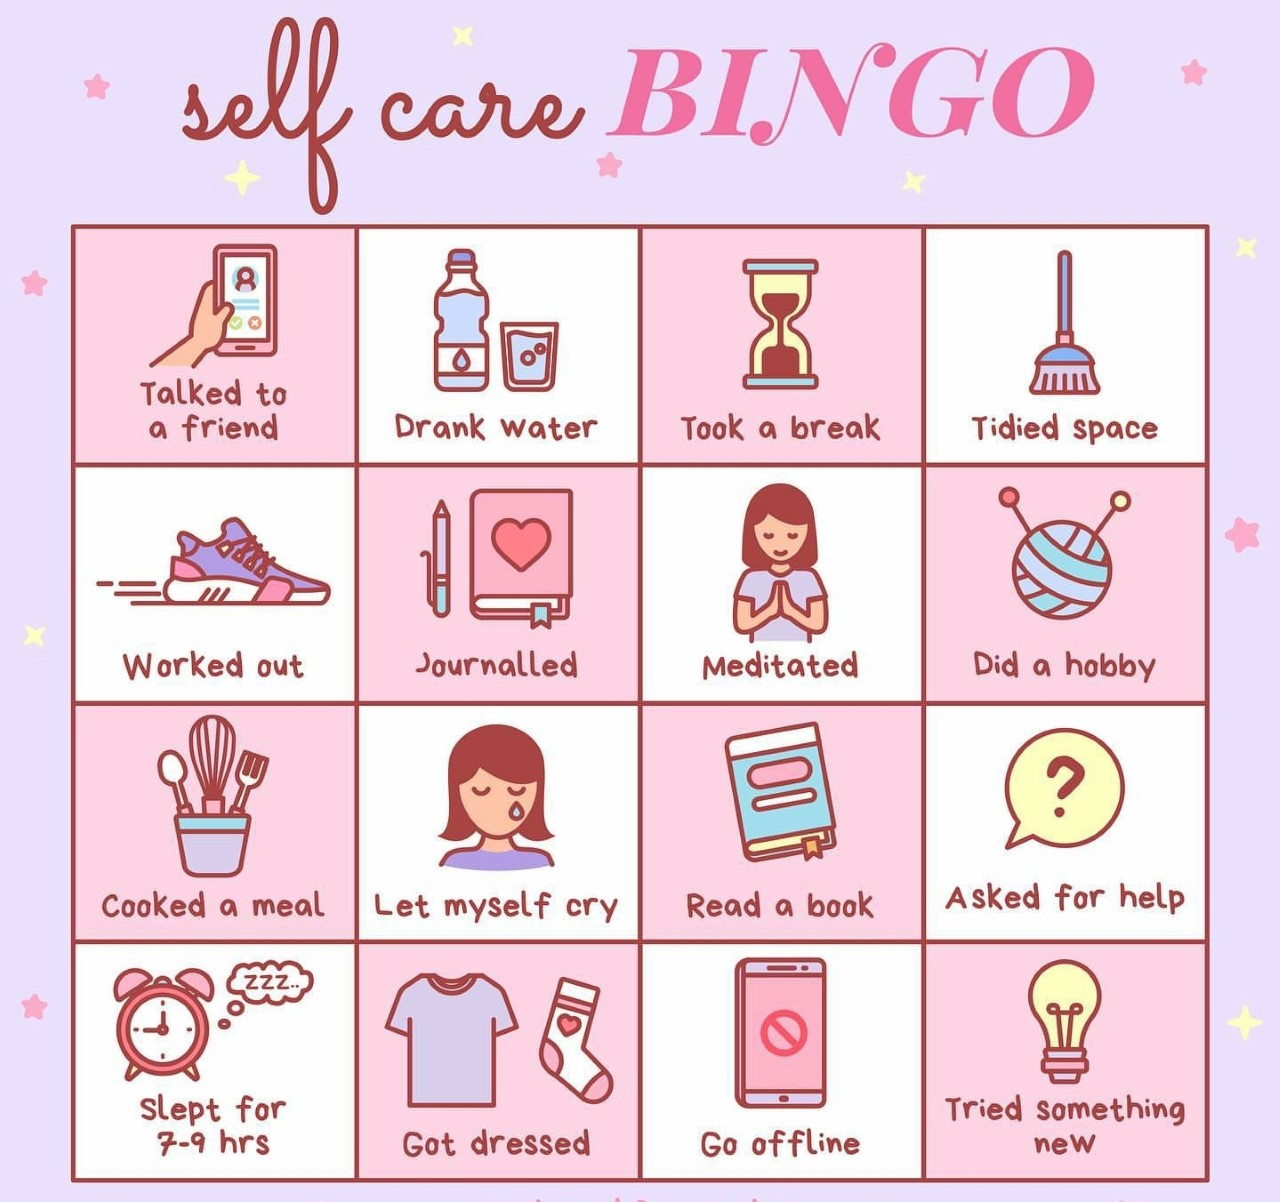 self care BINGO
Talked to
a friend
Drank water
Took a break
Tidied space
Worked out
Journalled
Meditated
Did a hobby
Cooked a meal
Let myself cry
Read a book
?
Asked for help
zzz..
Slept for
7-9 hrs
Got dressed
Go offline
Tried something
new